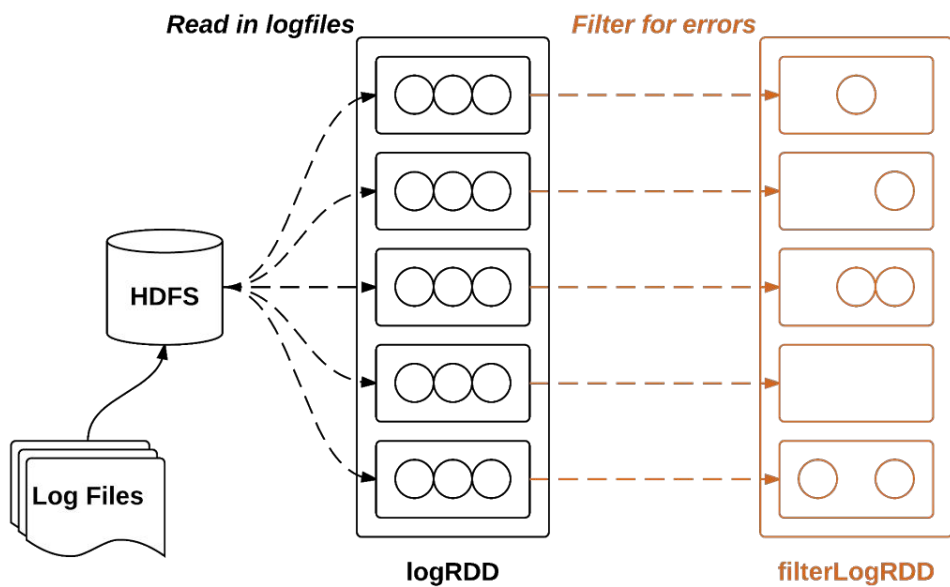 Read in logfiles
Filter for errors
HDFS
Log Files
logRDD
filterLogRDD